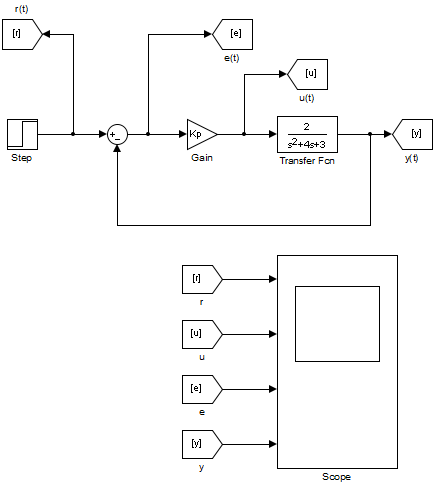 r(t)
[r]
[e]
e(t)
[u]
u(t)
Step
+
−
Kp
Gain
2
s²+4s+3
Transfer Fcn
[y]
y(t)
[r]
r
[u]
u
[e]
e
[y]
y
Scope